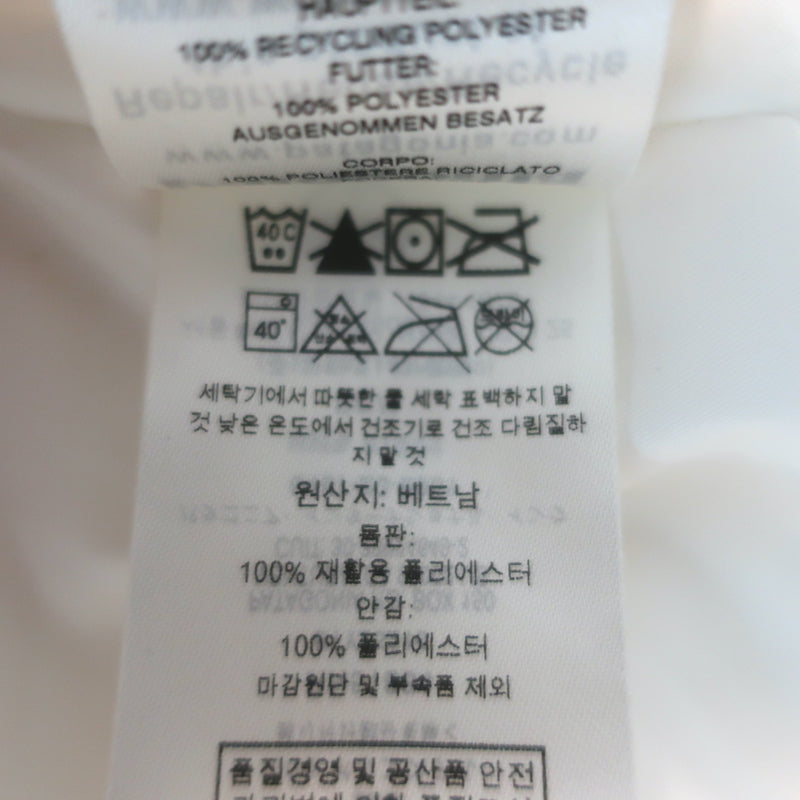 HAUPTTEIL:
100% RECYCLING POLYESTER
FUTTER:
100% POLYESTER
AUSGENOMMEN BESATZ
CORPO:
100% POLIESTERE RICICLATO
40 C
40°
세탁기에서 따뜻한 물 세탁 표백하지 말
것 낮은 온도에서 건조기로 건조 다림질하
지 말 것
원산지: 베트남
몸판:
100% 재활용 폴리에스터
안감:
100% 폴리에스터
마감원단 및 부속품 제외
품질경영 및 공산품 안전